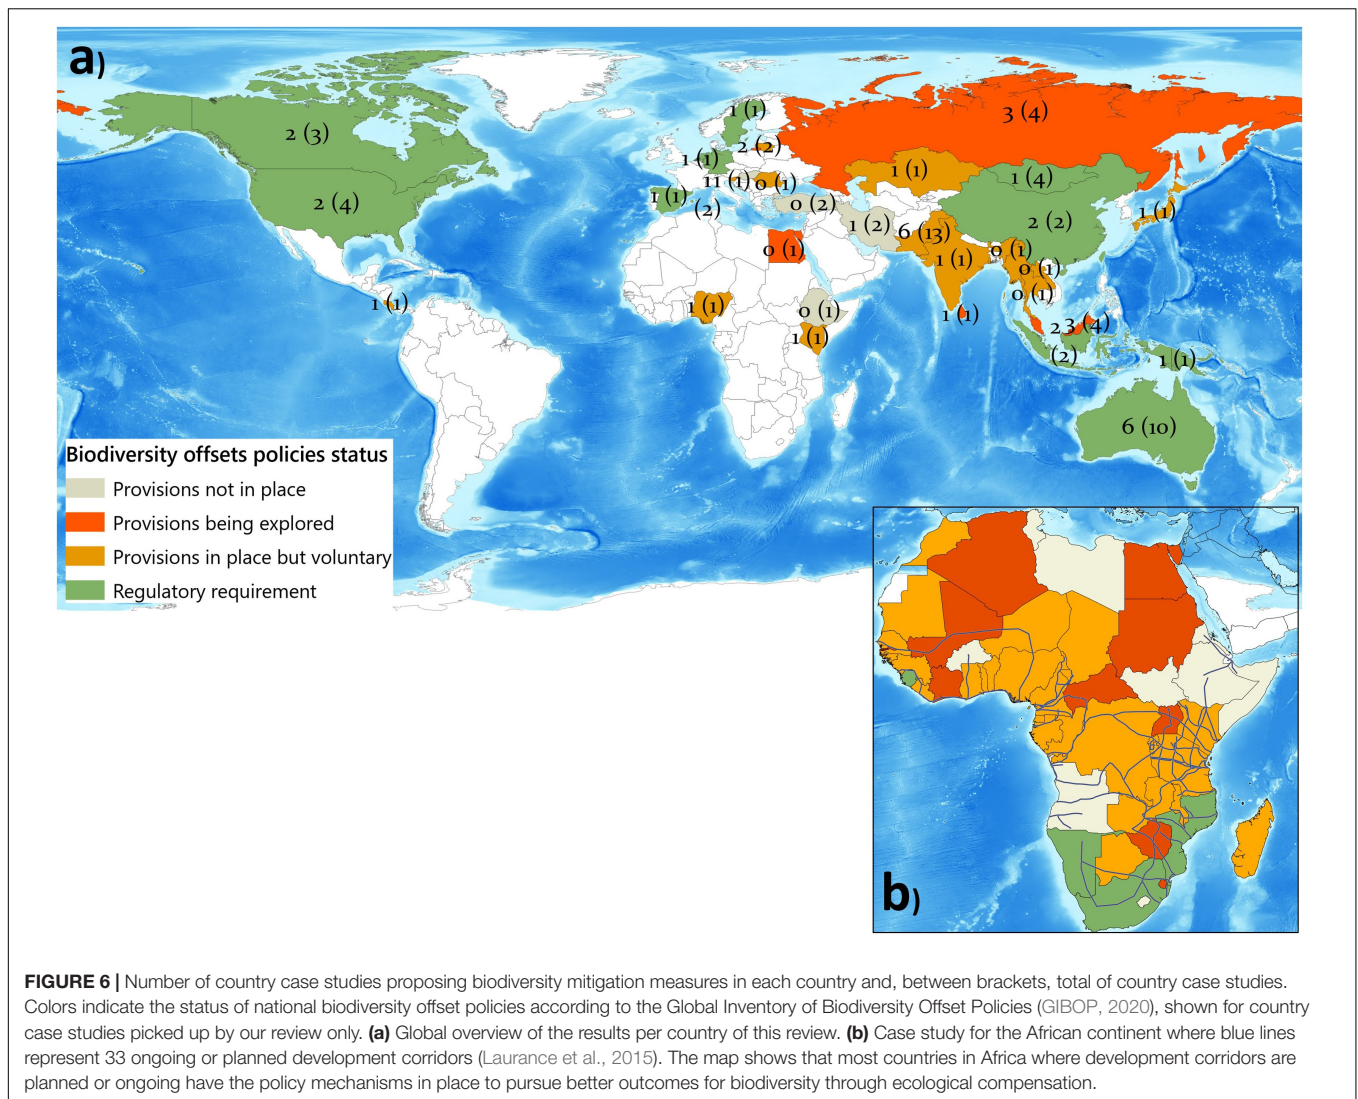 a)
1 (1)
3 (4)
2 (3)
2 (2)
1 (1)
1 (1)
1 (4)
11 (1)
0 (1)
1 (1)
2 (4)
0 (2)
(2)
1 (1)
2 (2)
1 (2)
6 (13)
0 (1)
0 (1)
1 (1)
0 (1)
0 (1)
1 (1)
1 (1)
0 (1)
1 (1)
2 3 (4)
1 (1)
(2)
1 (1)
6 (10)
Biodiversity offsets policies status
Provisions not in place
Provisions being explored
Provisions in place but voluntary
Regulatory requirement
b)
FIGURE 6 | Number of country case studies proposing biodiversity mitigation measures in each country and, between brackets, total of country case studies.
Colors indicate the status of national biodiversity offset policies according to the Global Inventory of Biodiversity Offset Policies (GIBOP, 2020), shown for country
case studies picked up by our review only. (a) Global overview of the results per country of this review. (b) Case study for the African continent where blue lines
represent 33 ongoing or planned development corridors (Laurance et al., 2015). The map shows that most countries in Africa where development corridors are
planned or ongoing have the policy mechanisms in place to pursue better outcomes for biodiversity through ecological compensation.